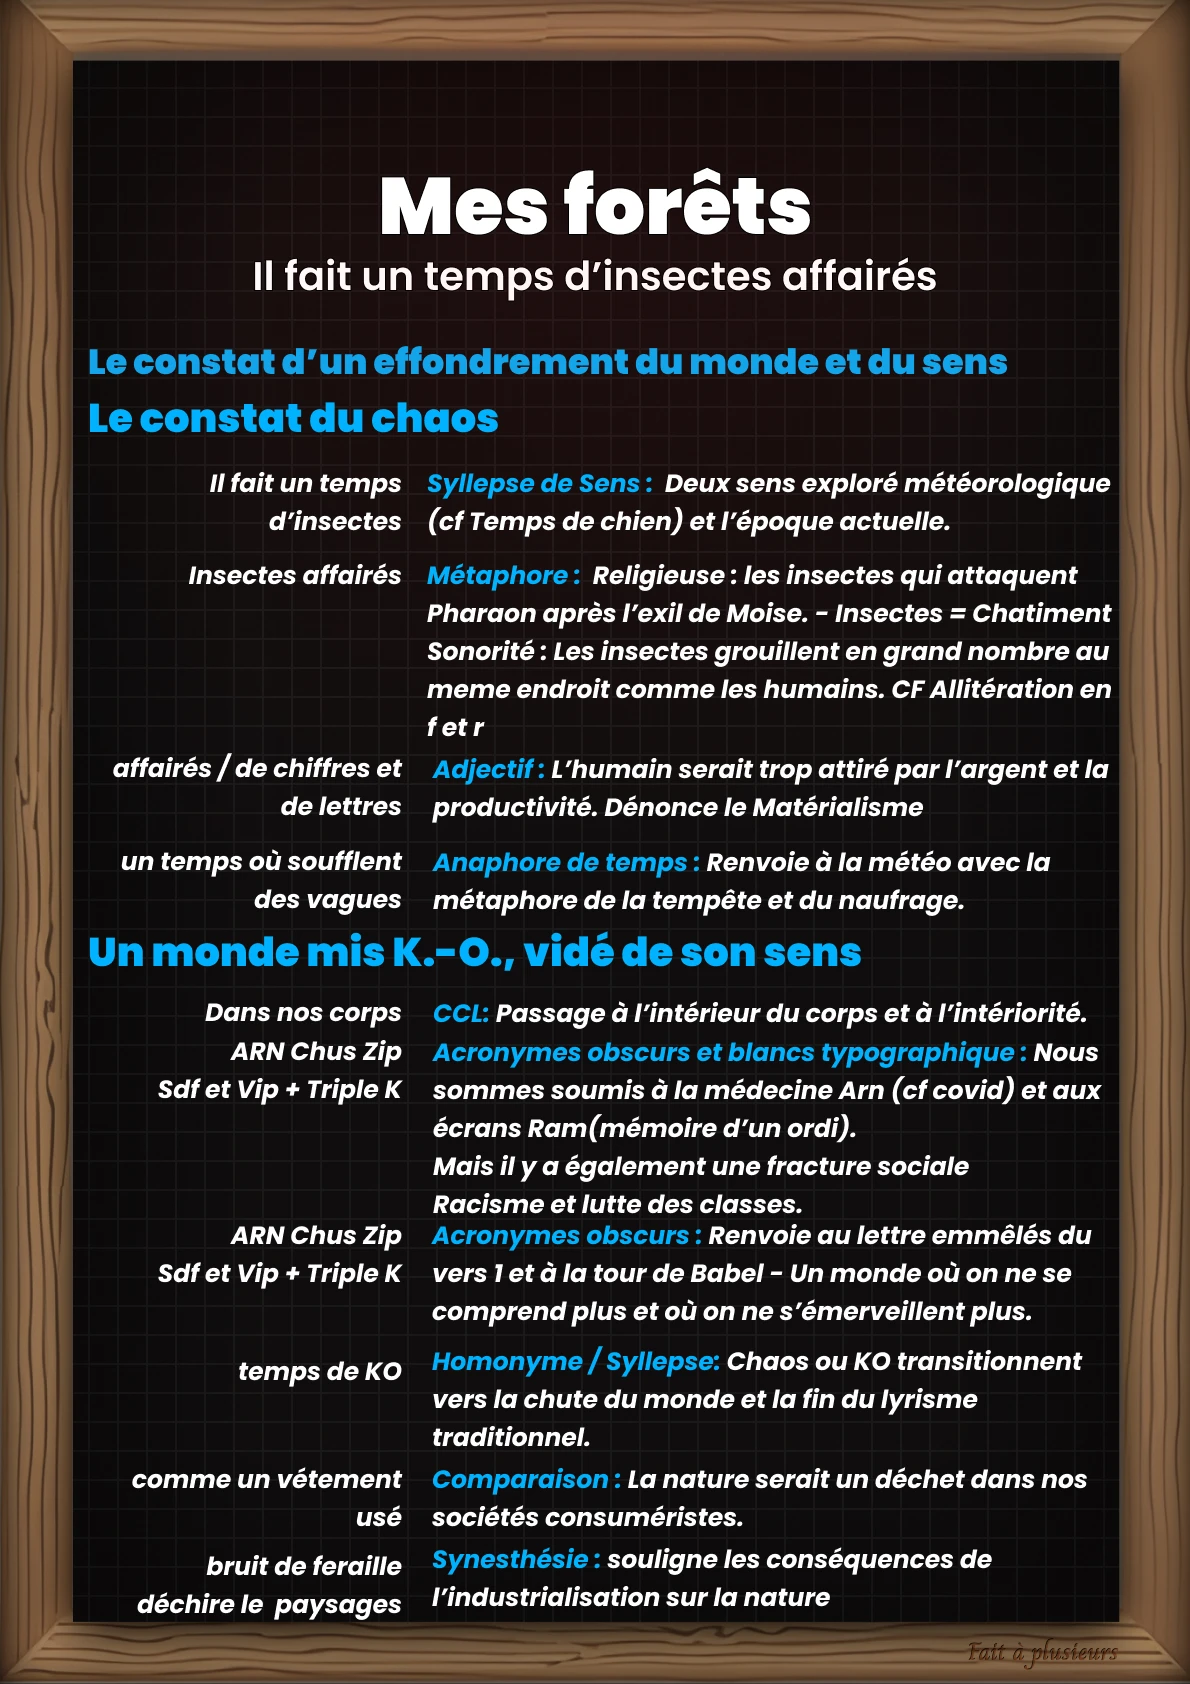 Mes forêts
Il fait un temps d’insectes affairés
Le constat d’un effondrement du monde et du sens
Le constat du chaos
Il fait un temps
d’insectes
Syllepse de Sens : Deux sens exploré météorologique
(cf Temps de chien) et l’époque actuelle.
Insectes affairés
Métaphore : Religieuse : les insectes qui attaquent
Pharaon après l’exil de Moise. - Insectes = Chatiment
Sonorité : Les insectes grouillent en grand nombre au
meme endroit comme les humains. CF Allitération en
f et r
affairés / de chiffres et
de lettres
Adjectif : L’humain serait trop attiré par l’argent et la
productivité. Dénonce le Matérialisme
un temps où soufflent
des vagues
Anaphore de temps : Renvoie à la météo avec la
métaphore de la tempête et du naufrage.
Un monde mis K.-O., vidé de son sens
Dans nos corps
CCL: Passage à l’intérieur du corps et à l’intériorité.
ARN Chus Zip
Sdf et Vip + Triple K
Acronymes obscurs et blancs typographique : Nous
sommes soumis à la médecine Arn (cf covid) et aux
écrans Ram(mémoire d’un ordi).
Mais il y a également une fracture sociale
Racisme et lutte des classes.
ARN Chus Zip
Sdf et Vip + Triple K
Acronymes obscurs : Renvoie au lettre emmêlés du
vers 1 et à la tour de Babel - Un monde où on ne se
comprend plus et où on ne s’émerveillent plus.
temps de KO
Homonyme / Syllepse: Chaos ou KO transitionnent
vers la chute du monde et la fin du lyrisme
traditionnel.
comme un vétement
usé
Comparaison : La nature serait un déchet dans nos
sociétés consuméristes.
bruit de feraille
déchire le paysages
Synesthésie : souligne les conséquences de
l’industrialisation sur la nature
Fait à plusieurs